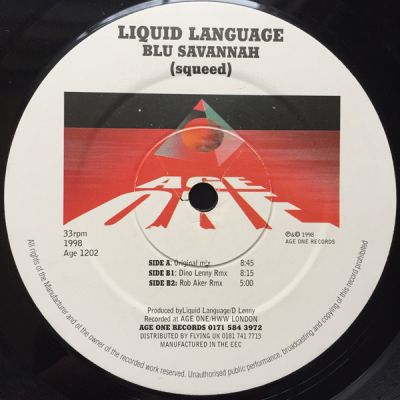 LIQUID LANGUAGE
BLU SAVANNAH
(squeed)
AGE
ONE
33rpm
1998
Age 1202
℗&© 1998
AGE ONE RECORDS
SIDE A: Original mix 8:45
SIDE B1: Dino Lenny Rmx 8:15
SIDE B2: Rob Aker Rmx 5:00
Produced byLiquid Language/D Lenny
Recorded at AGE ONE/HWW LONDON
AGE ONE RECORDS 0171 584 3972
DISTRIBUTED BY FLYING UK 0181 741 7713
MANUFACTURED IN THE EEC
All rights of the Manufacturer and of the owner of the recorded work reserved. Unauthorised public performance, broadcasting and copying of this record prohibited.